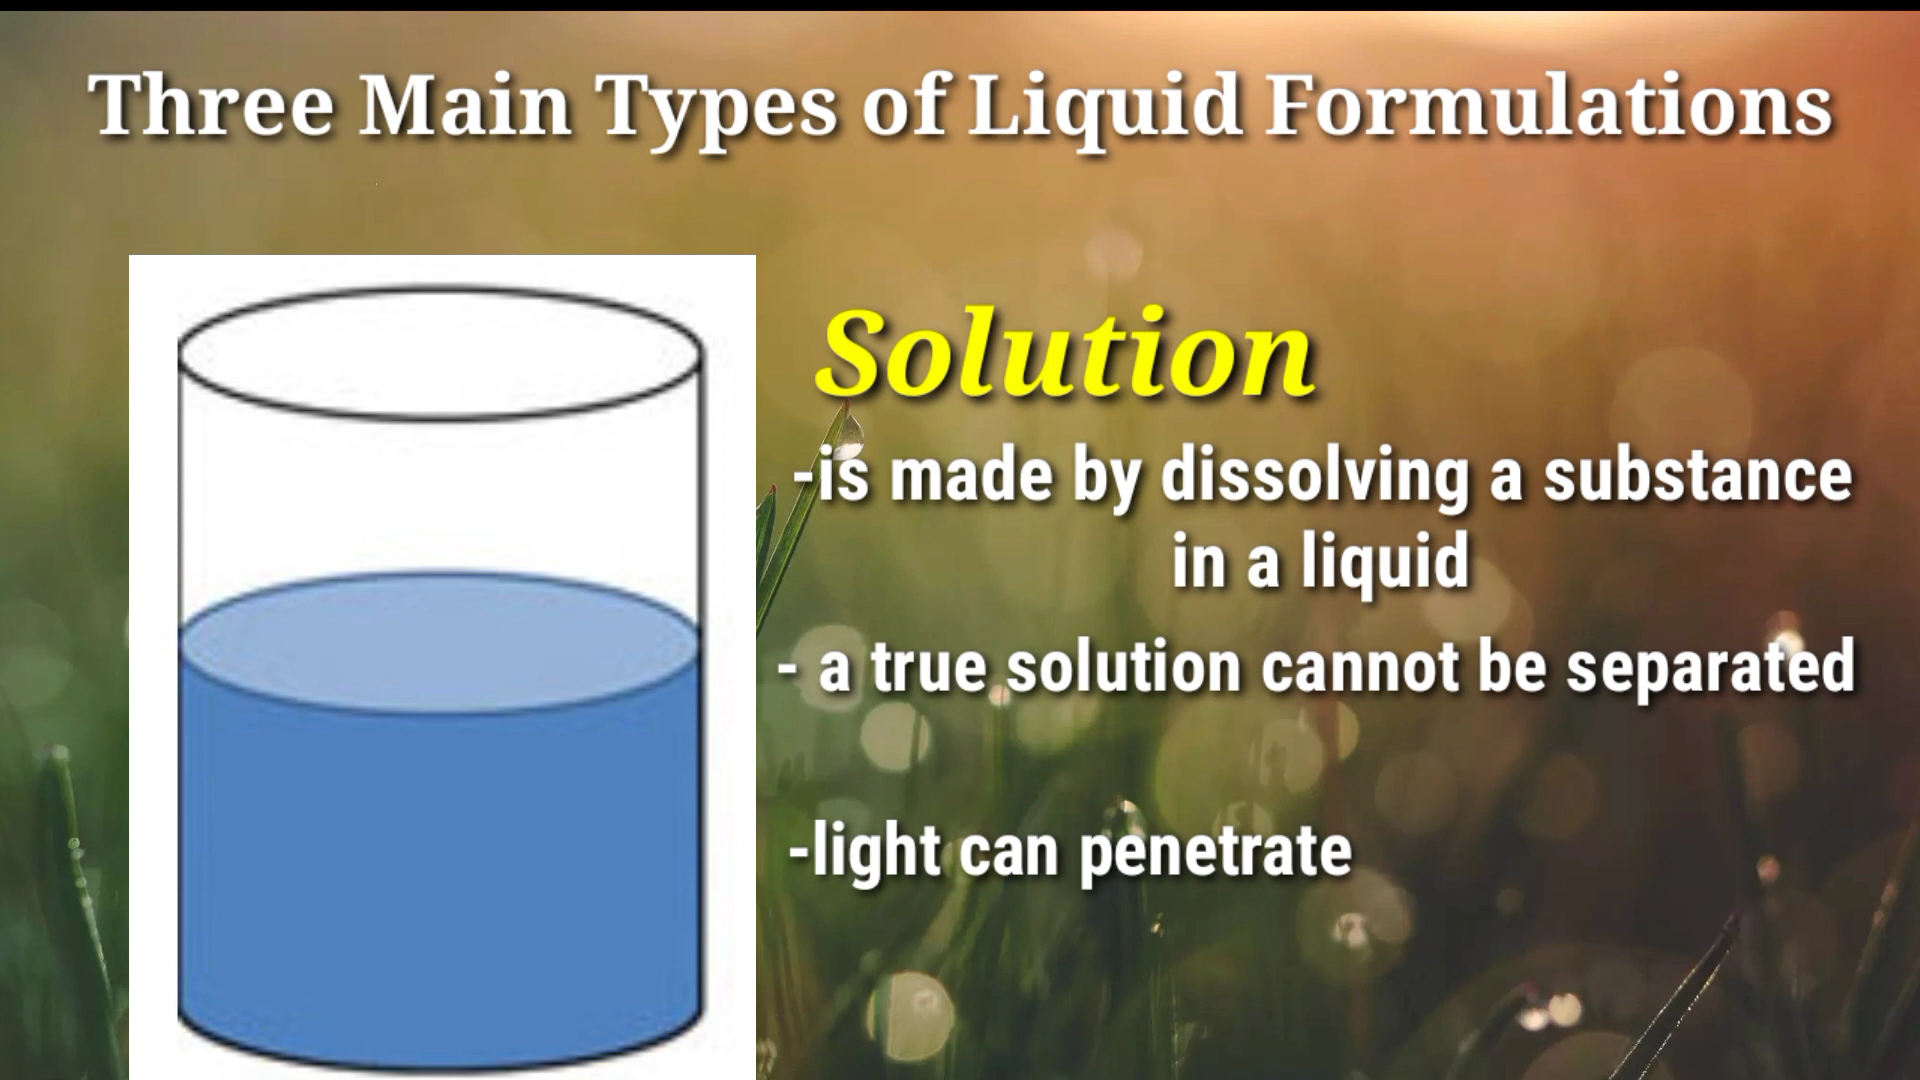 Three Main Types of Liquid Formulations
Solution
-is made by dissolving a substance
in a liquid
- a true solution cannot be separated
-light can penetrate